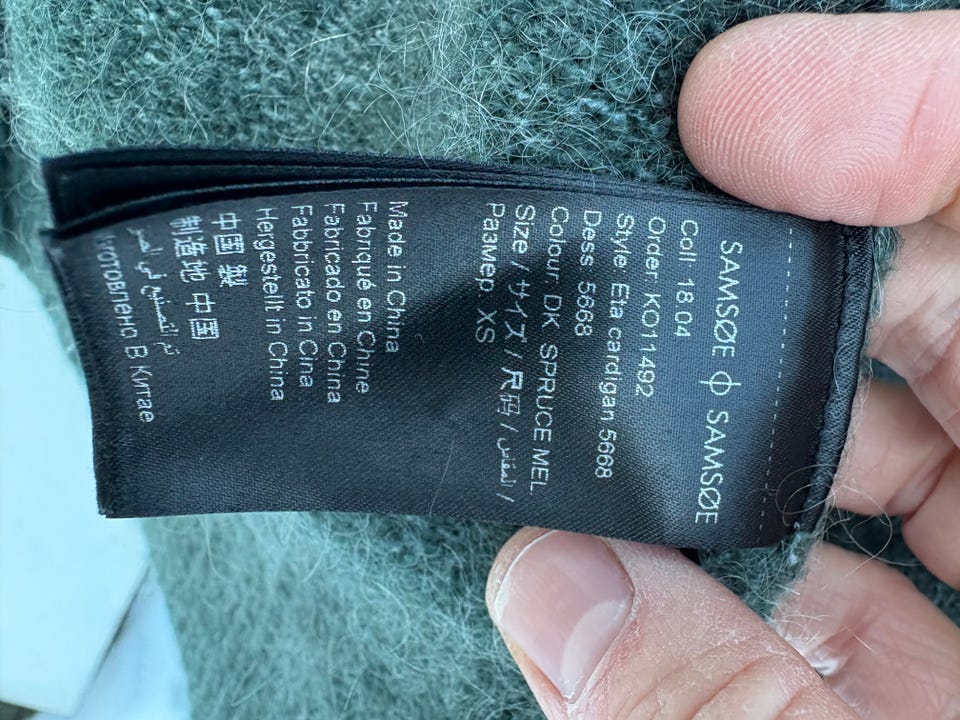 SAMSØE ϕ SAMSØE
Coll. 18.04
Order: KO11492
Style: Eta cardigan 5668
Dess: 5668
Colour: DK. SPRUCE MEL.
Size / サイズ / 尺码 / المقاس /
Размер: XS
Made in China
Fabriqué en Chine
Fabricado en China
Fabbricato in Cina
Hergestellt in China
中国 製
制造地 中国
تم التصنيع في الصين
Изготовлено В Китае